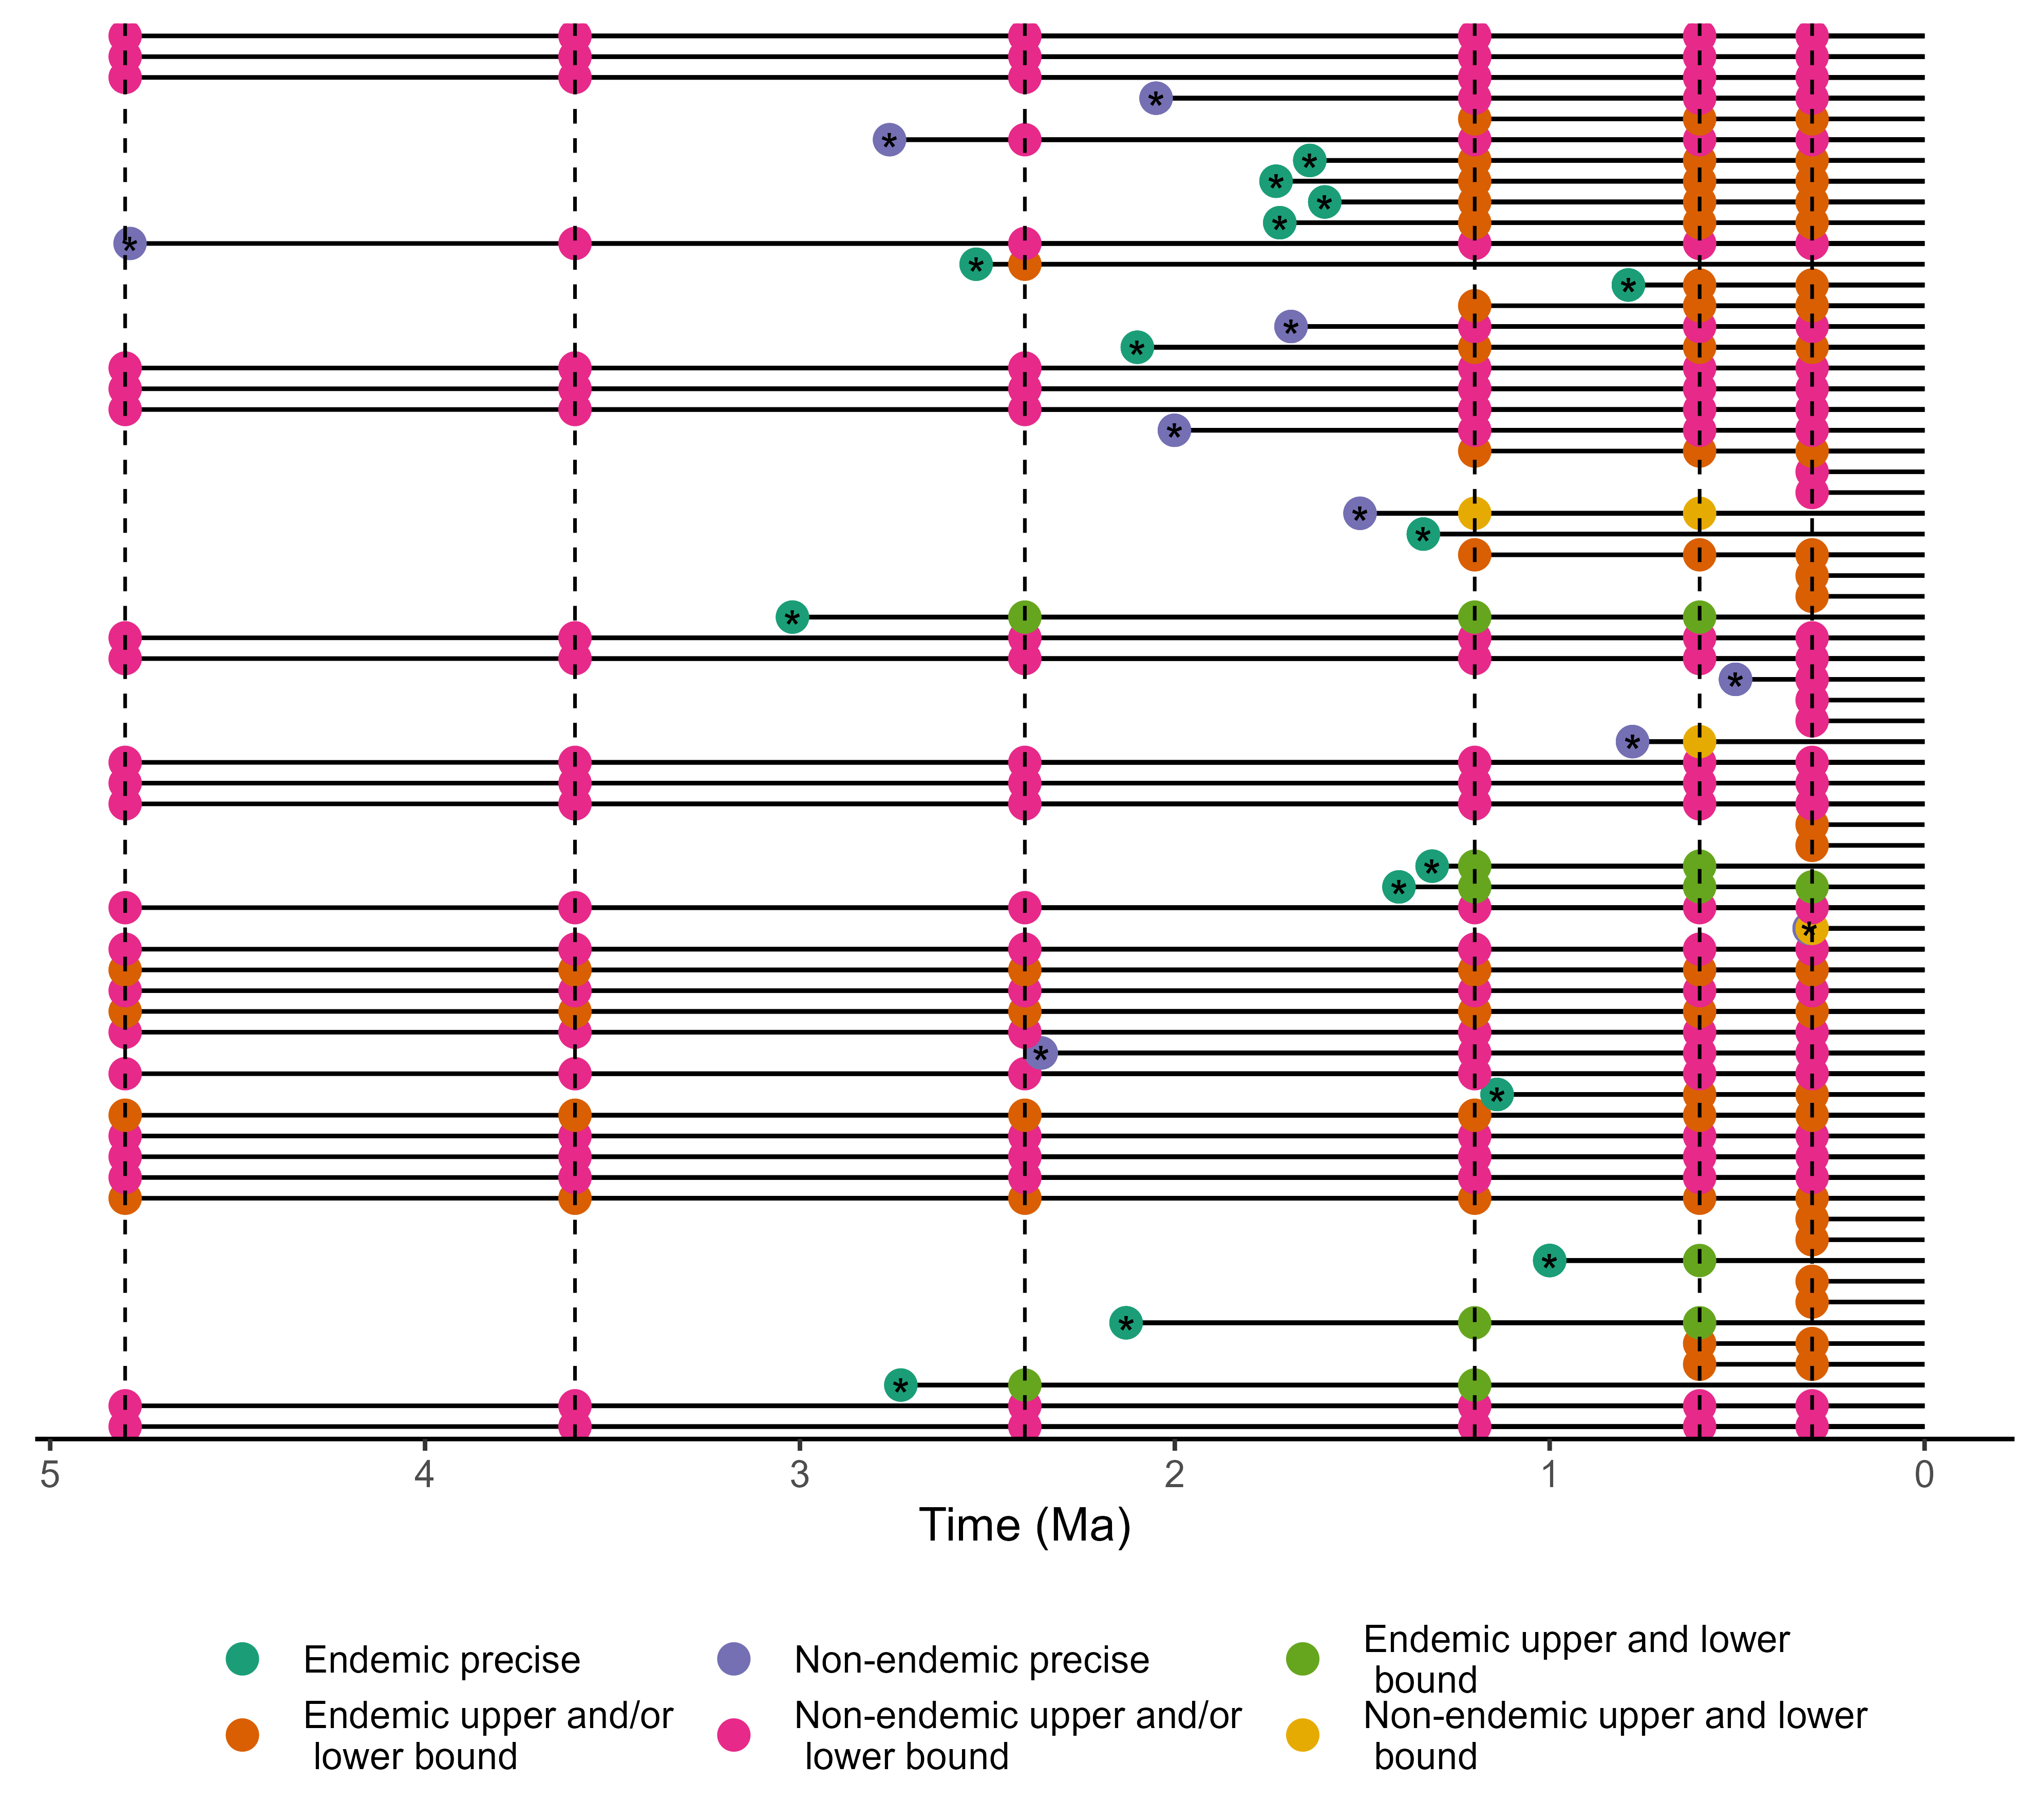 5 4 3 2 1 0
Time (Ma)
Endemic precise
Non-endemic precise
Endemic upper and lower
bound
Endemic upper and/or
lower bound
Non-endemic upper and/or
lower bound
Non-endemic upper and lower
bound